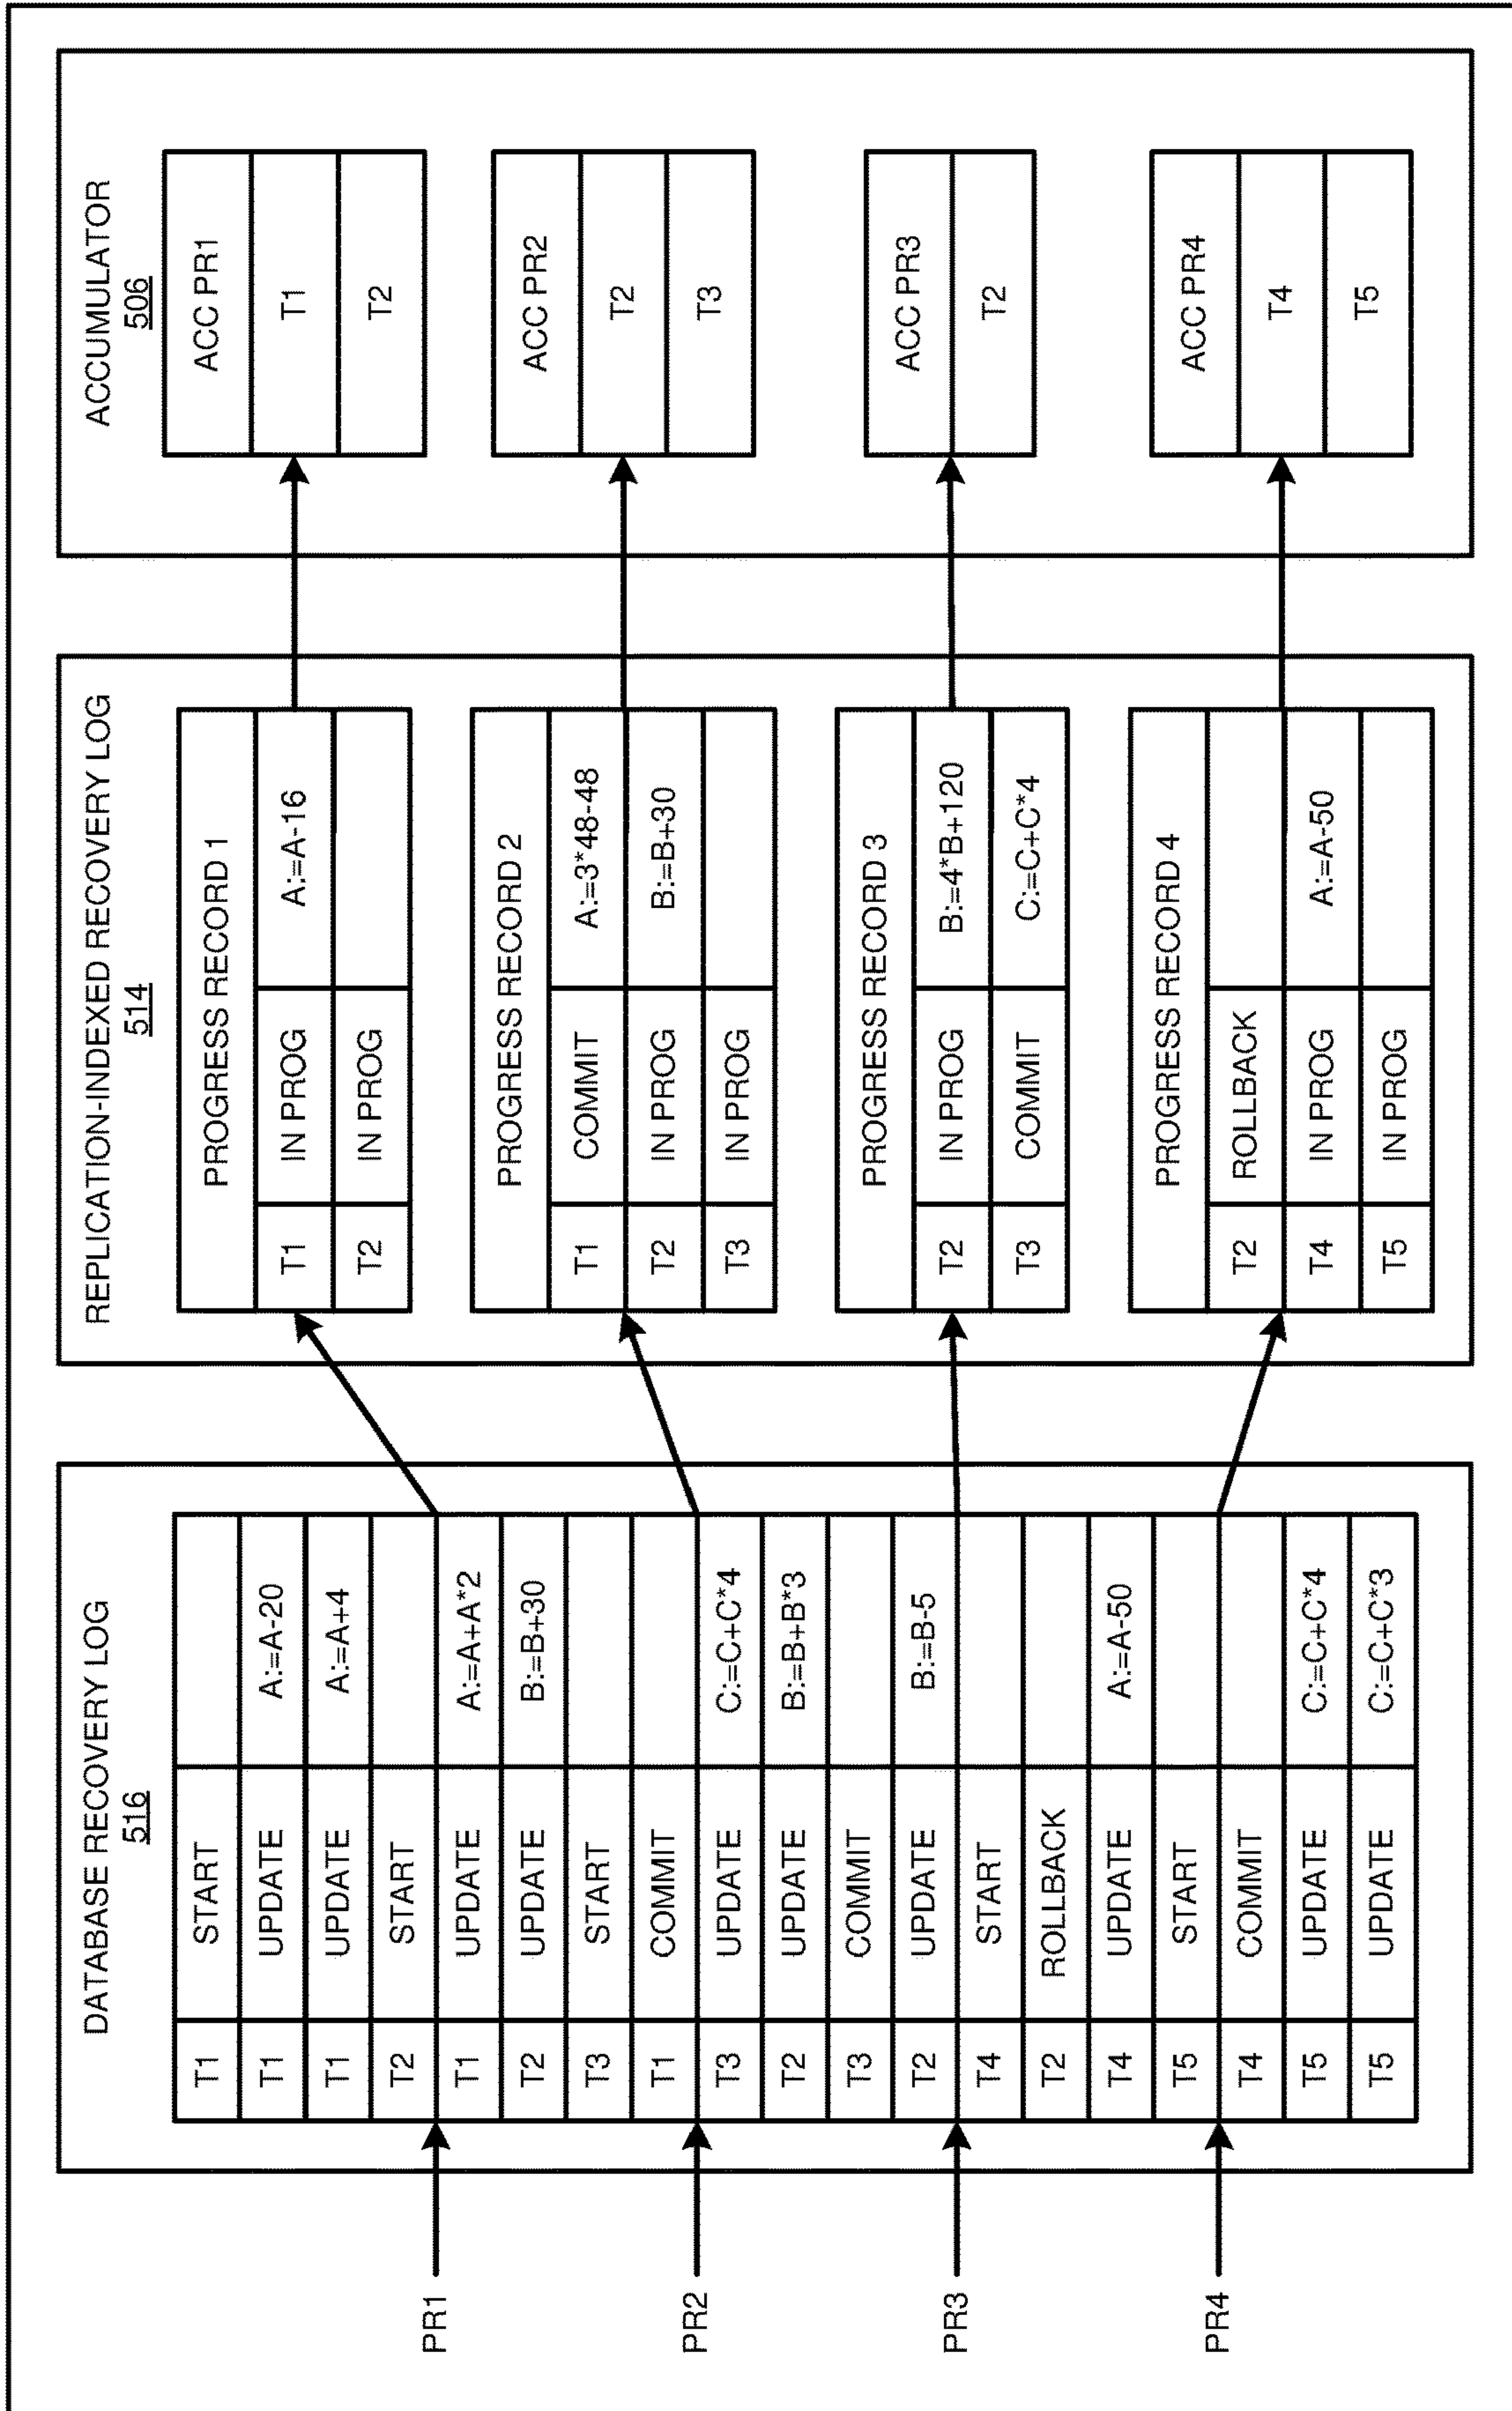 DATABASE RECOVERY LOG
516
T1 START
T1 UPDATE A:=A-20
T1 UPDATE A:=A+4
T2 START
T1 UPDATE A:=A+A*2
T2 UPDATE B:=B+30
T3 START
T1 COMMIT
T3 UPDATE C:=C+C*4
T2 UPDATE B:=B+B*3
T3 COMMIT
T2 UPDATE B:=B-5
T4 START
T2 ROLLBACK
T4 UPDATE A:=A-50
T5 START
T4 COMMIT
T5 UPDATE C:=C+C*4
T5 UPDATE C:=C+C*3
PR1
PR2
PR3
PR4
REPLICATION-INDEXED RECOVERY LOG
514
PROGRESS RECORD 1
T1 IN PROG A:=A-16
T2 IN PROG
PROGRESS RECORD 2
T1 COMMIT A:=3*48-48
T2 IN PROG B:=B+30
T3 IN PROG
PROGRESS RECORD 3
T2 IN PROG B:=4*B+120
T3 COMMIT C:=C+C*4
PROGRESS RECORD 4
T2 ROLLBACK
T4 IN PROG A:=A-50
T5 IN PROG
ACCUMULATOR
506
ACC PR1
T1
T2
ACC PR2
T2
T3
ACC PR3
T2
ACC PR4
T4
T5